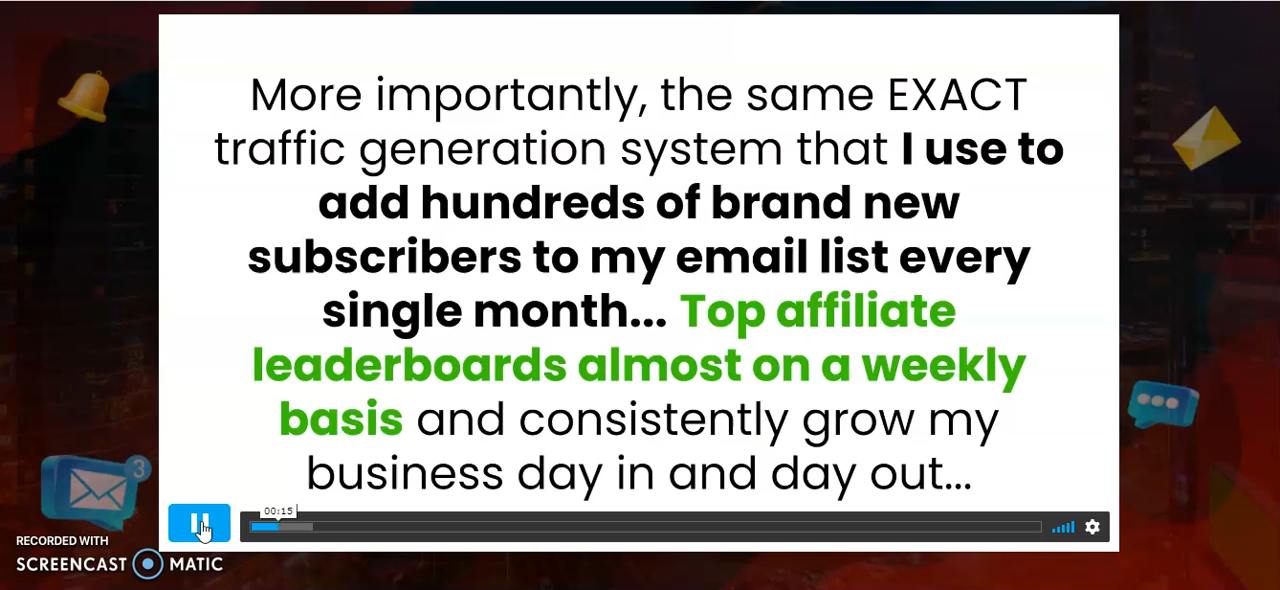 More importantly, the same EXACT
traffic generation system that I use to
add hundreds of brand new
subscribers to my email list every
single month... Top affiliate
leaderboards almost on a weekly
basis and consistently grow my
business day in and day out...
3
00:15
RECORDED WITH
SCREENCAST MATIC